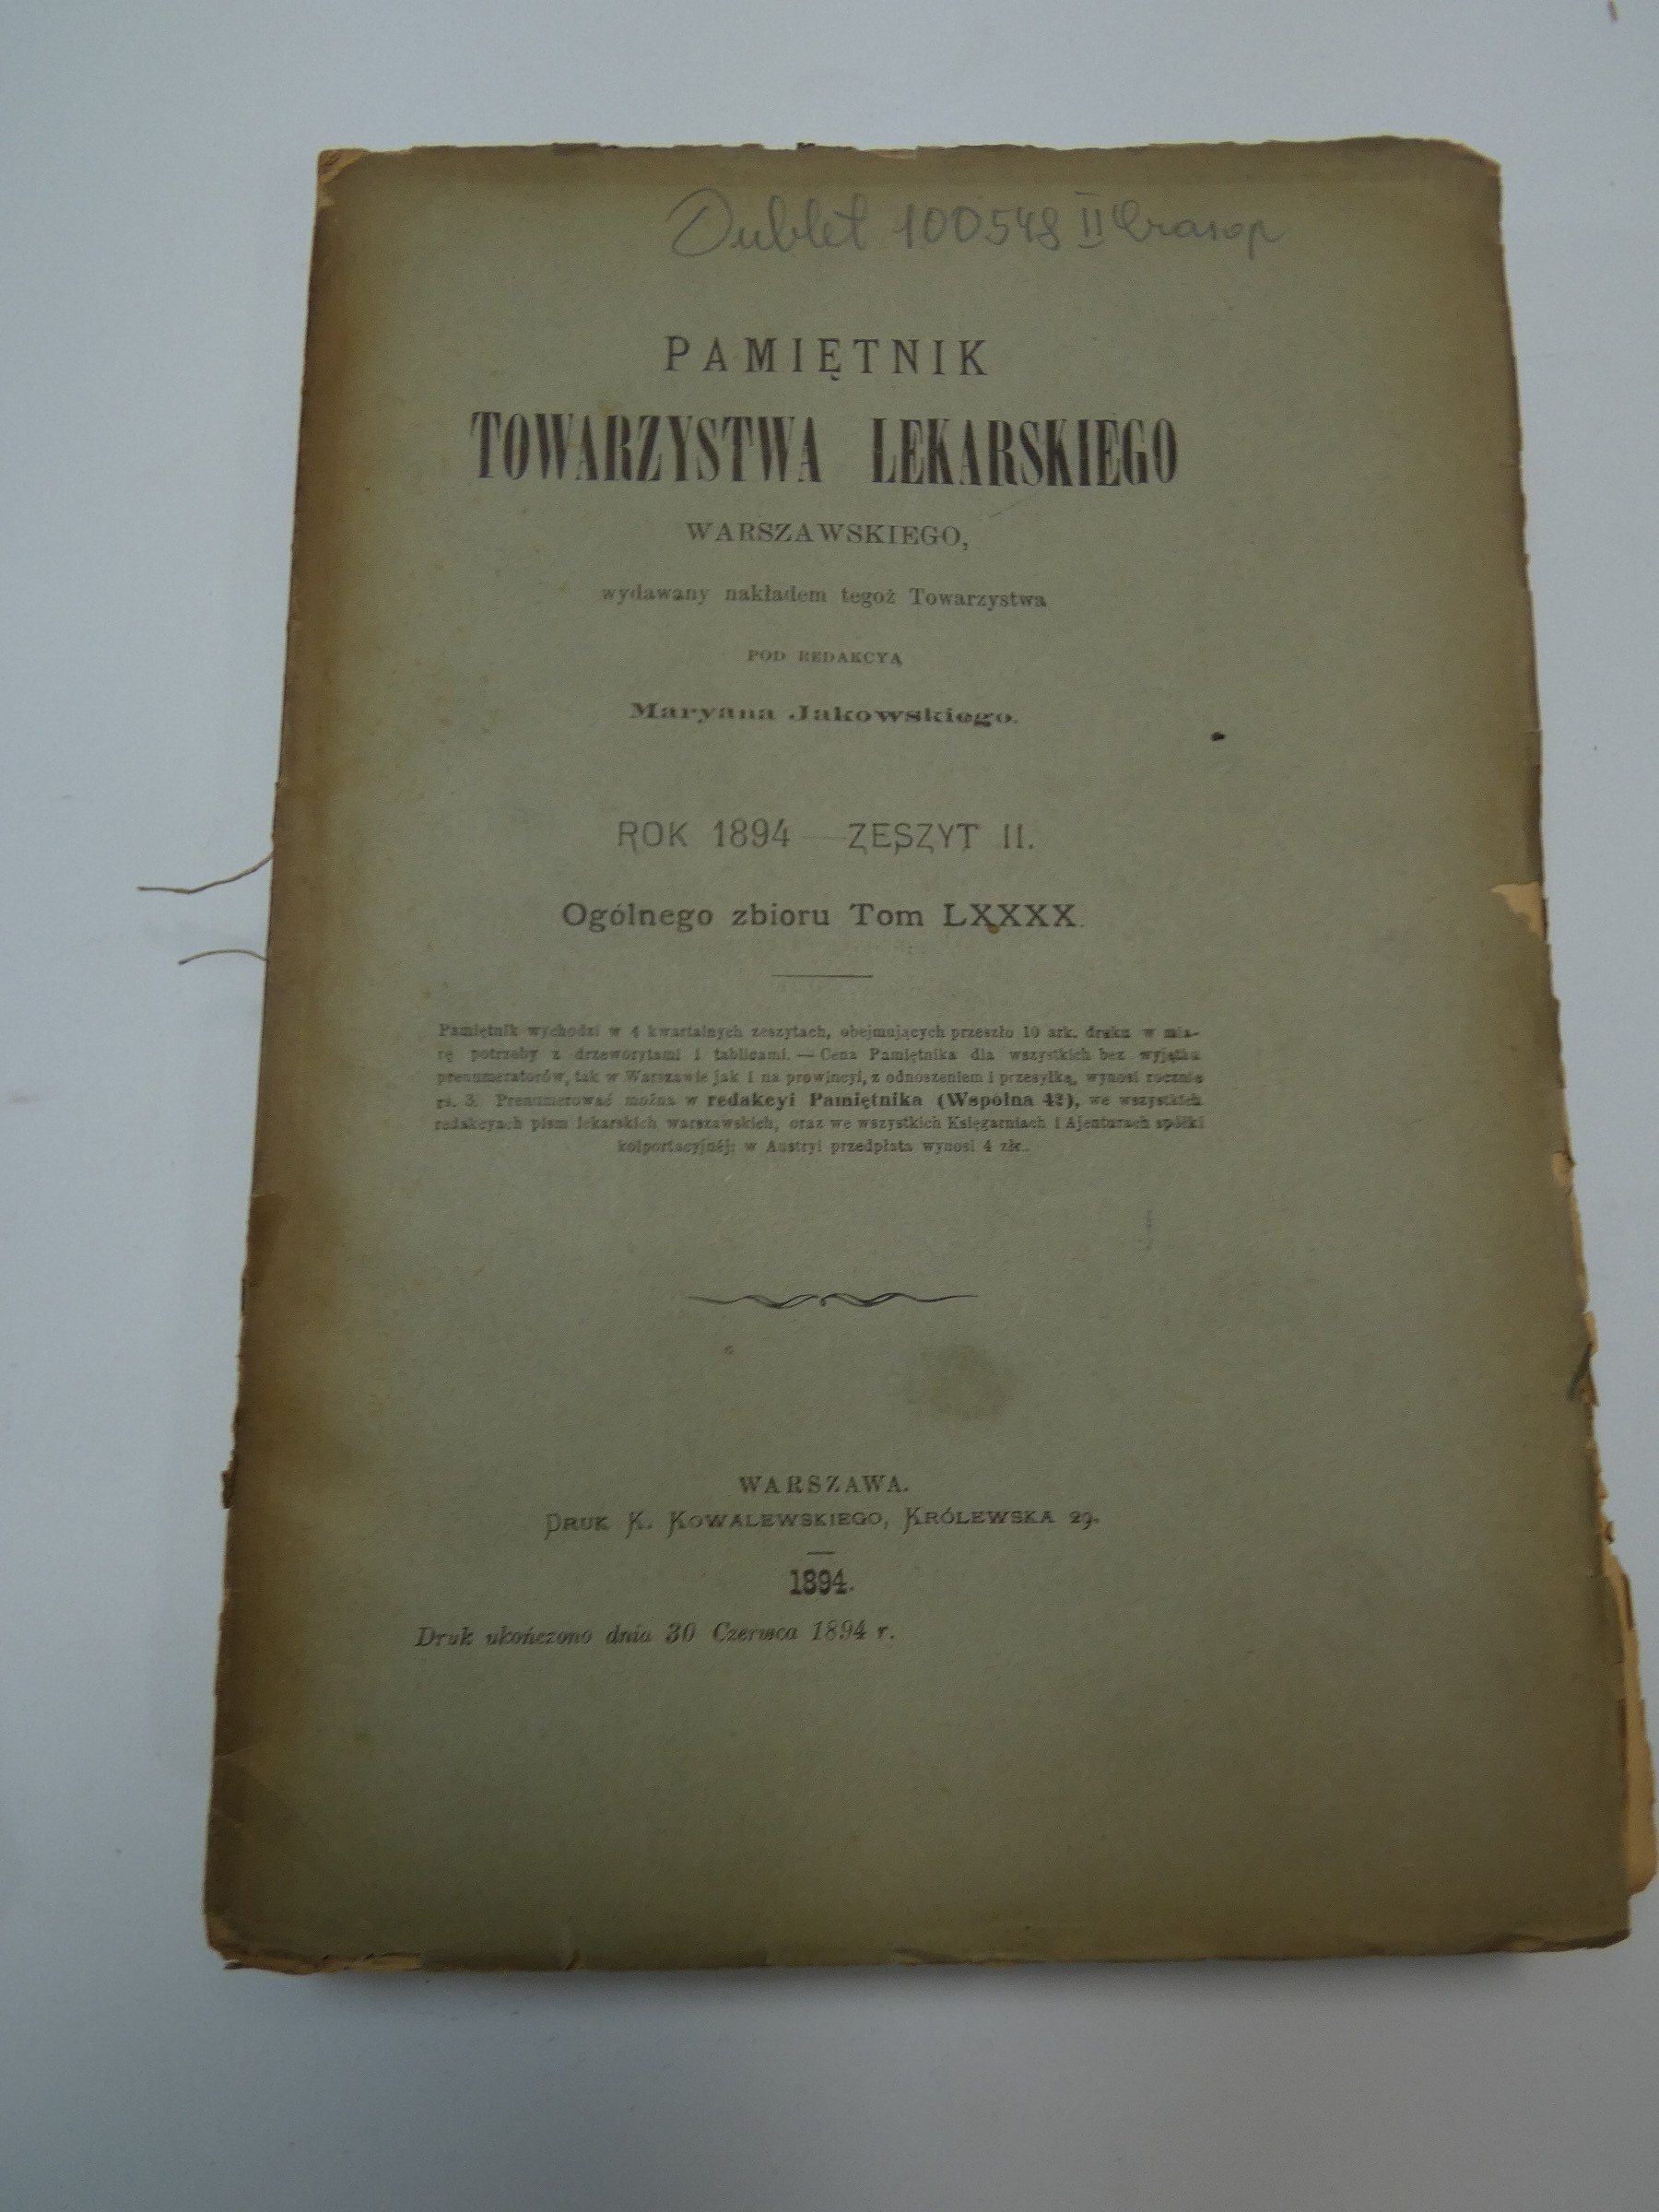 Dublet 100548 II Czasop
PAMIĘTNIK
TOWARZYSTWA LEKARSKIEGO
WARSZAWSKIEGO,
wydawany nakładem tegoż Towarzystwa
POD REDAKCYĄ
Maryana Jakowskiego.
ROK 1894 — ZESZYT II.
Ogólnego zbioru Tom LXXXX.
Pamiętnik wychodzi w 4 kwartalnych zeszytach, obejmujących przeszło 10 ark. druku w mia-
rę potrzeby z drzeworytami i tablicami. — Cena Pamiętnika dla wszystkich bez wyjątku
prenumeratorów, tak w Warszawie jak i na prowincyi, z odnoszeniem i przesyłką, wynosi rocznie
rs. 3. Prenumerować można w redakcyi Pamiętnika (Wspólna 42), we wszystkich
redakcyach pism lekarskich warszawskich, oraz we wszystkich Księgarniach i Ajenturach spółki
kolportacyjnéj; w Austryi przedpłata wynosi 4 złr.
WARSZAWA.
DRUK K. KOWALEWSKIEGO, KRÓLEWSKA 29.
1894.
Druk ukończono dnia 30 Czerwca 1894 r.